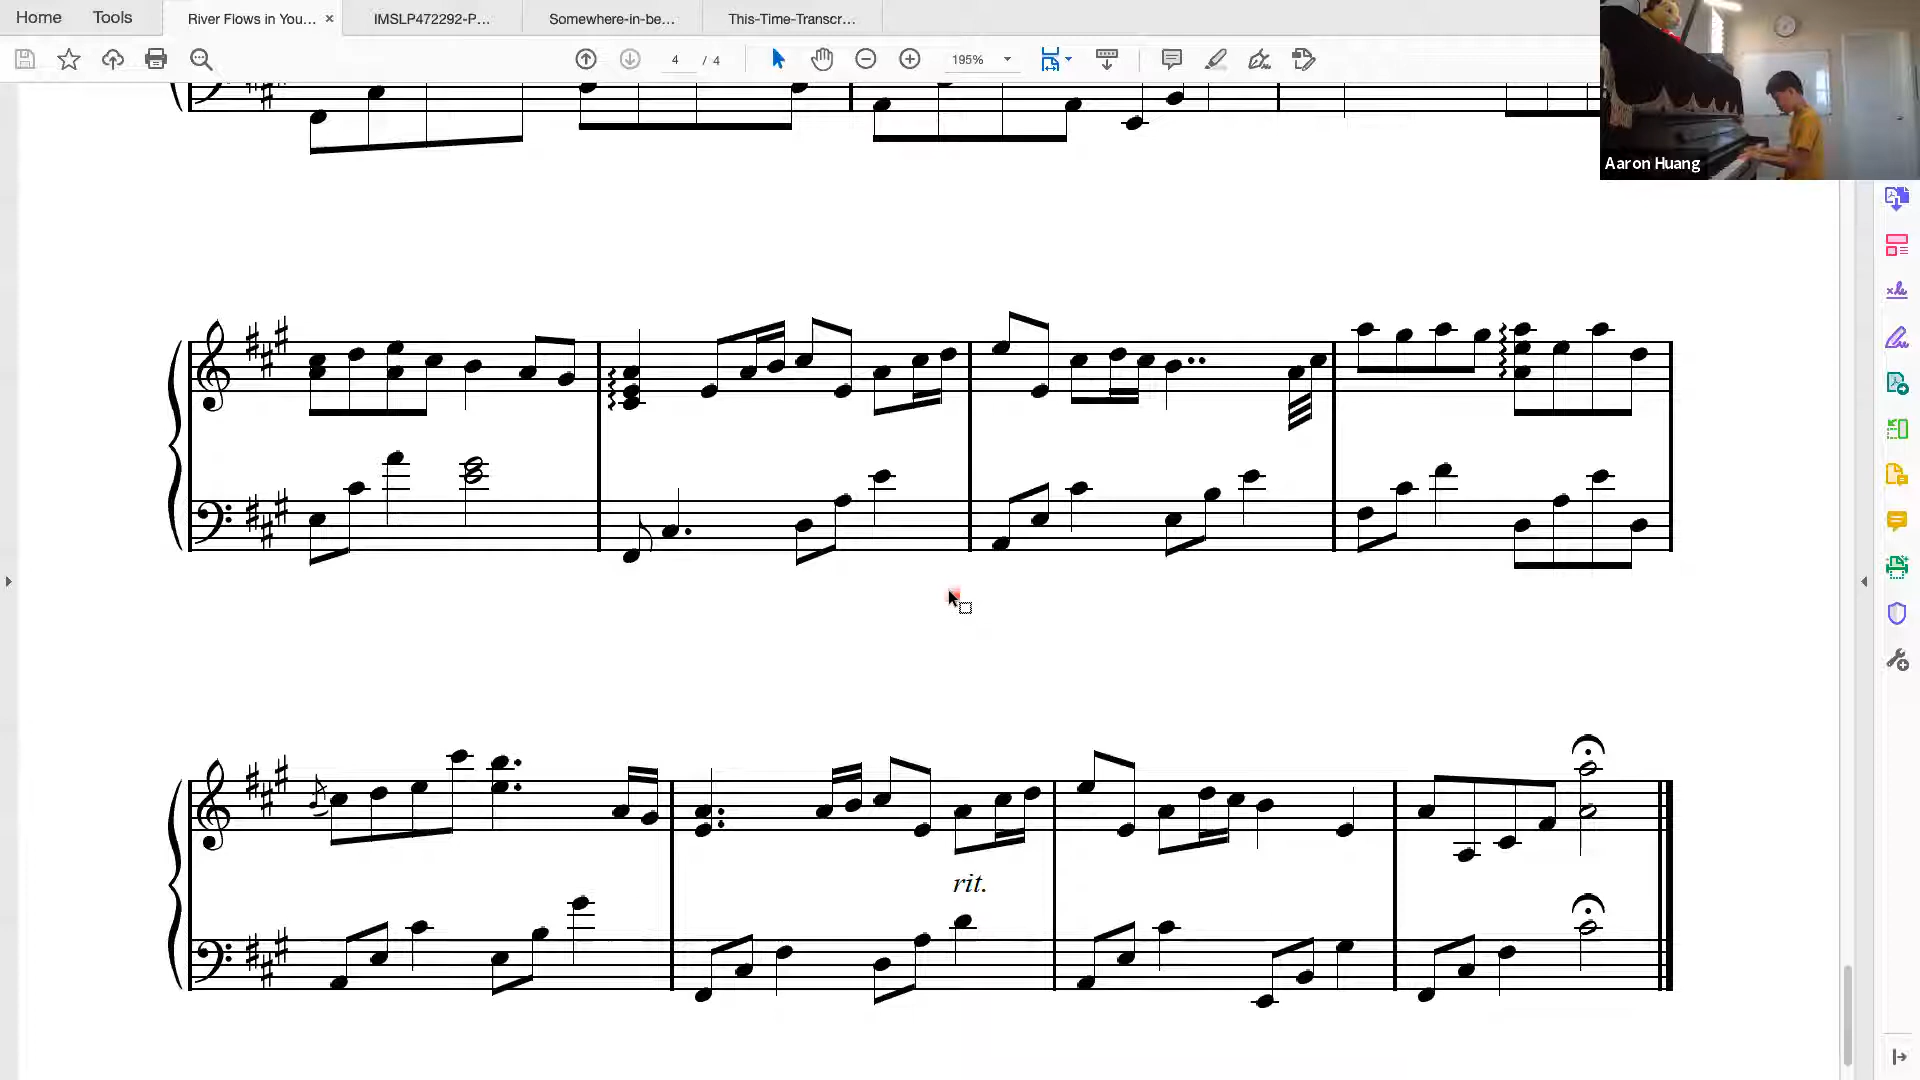 Home
Tools
River Flows in You...
IMSLP472292-P...
Somewhere-in-be...
This-Time-Transcr...
4 / 4
195%
Aaron Huang
rit.